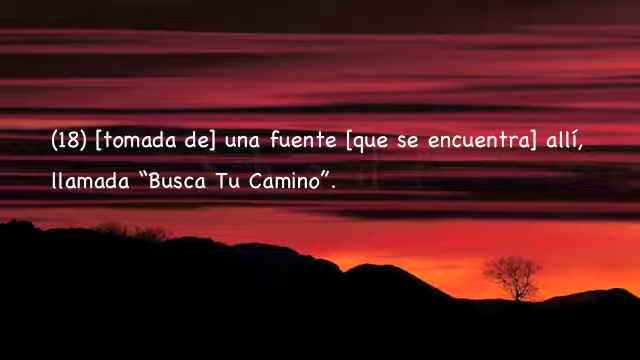 (18) [tomada de] una fuente [que se encuentra] allí,
llamada “Busca Tu Camino”.